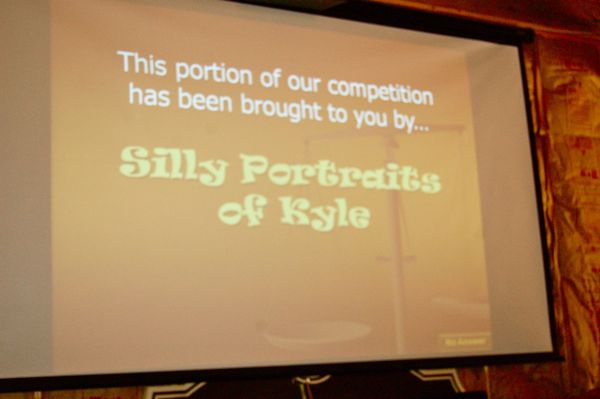 This portion of our competition
has been brought to you by...
Silly Portraits
of Kyle
No Answer